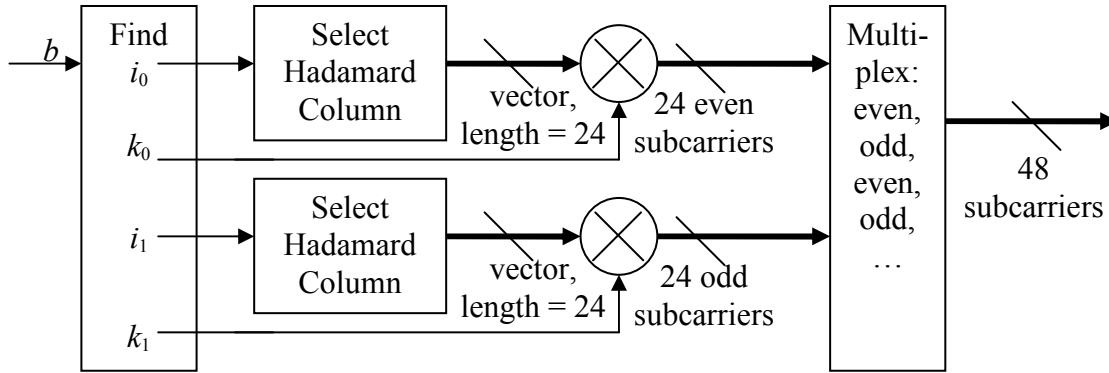 b
Find
i₀
k₀
i₁
k₁
Select
Hadamard
Column
vector,
length = 24
24 even
subcarriers
Select
Hadamard
Column
vector,
length = 24
24 odd
subcarriers
Multi-
plex:
even,
odd,
even,
odd,
…
48
subcarriers